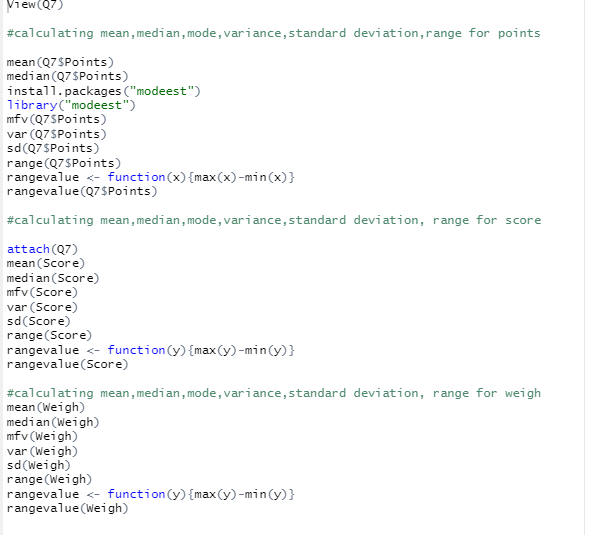 View(Q7)
#calculating mean,median,mode,variance,standard deviation,range for points
mean(Q7$Points)
median(Q7$Points)
install.packages("modeest")
library("modeest")
mfv(Q7$Points)
var(Q7$Points)
sd(Q7$Points)
range(Q7$Points)
rangevalue <- function(x){max(x)-min(x)}
rangevalue(Q7$Points)
#calculating mean,median,mode,variance,standard deviation, range for score
attach(Q7)
mean(Score)
median(Score)
mfv(Score)
var(Score)
sd(Score)
range(Score)
rangevalue <- function(y){max(y)-min(y)}
rangevalue(Score)
#calculating mean,median,mode,variance,standard deviation, range for weigh
mean(Weigh)
median(Weigh)
mfv(Weigh)
var(Weigh)
sd(Weigh)
range(Weigh)
rangevalue <- function(y){max(y)-min(y)}
rangevalue(Weigh)